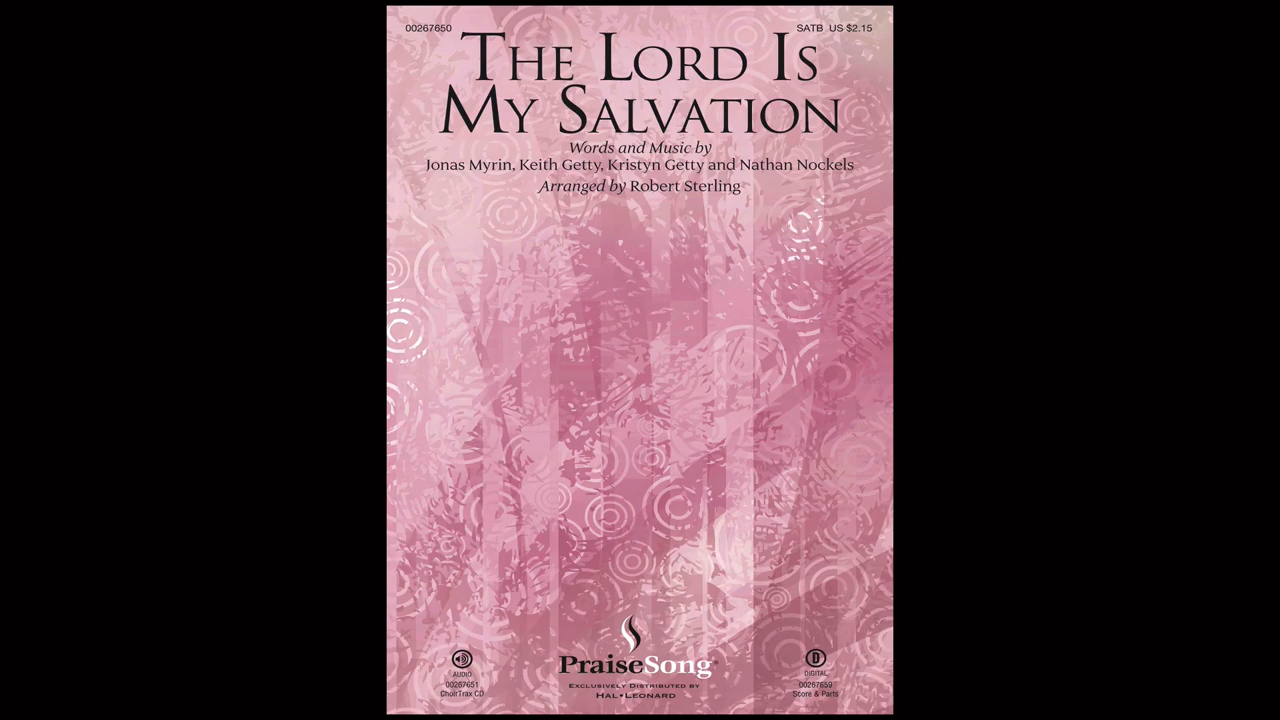 00267650
SATB US $2.15
THE LORD IS
MY SALVATION
Words and Music by
Jonas Myrin, Keith Getty, Kristyn Getty and Nathan Nockels
Arranged by Robert Sterling
PraiseSong®
EXCLUSIVELY DISTRIBUTED BY
HAL•LEONARD
AUDIO
00267651
ChoirTrax CD
D
DIGITAL
00267659
Score & Parts